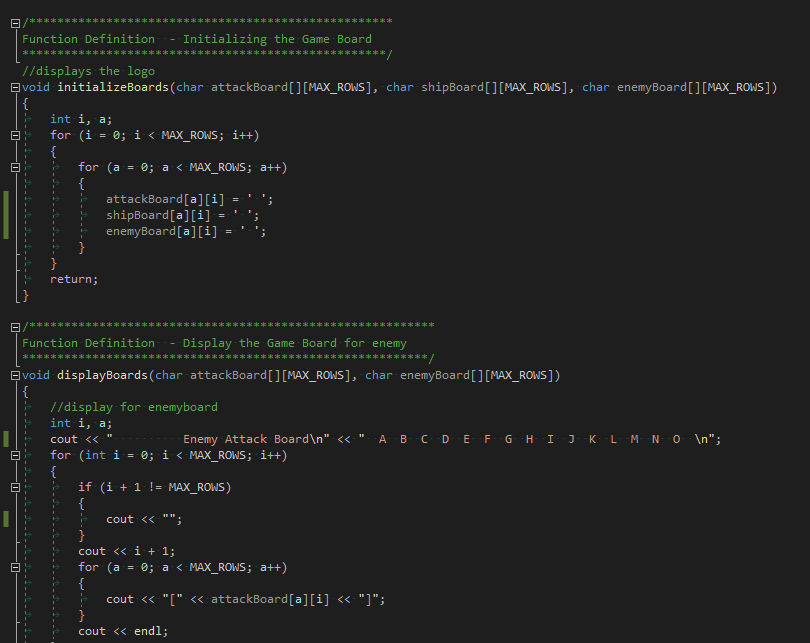 /****************************************************
Function Definition  - Initializing the Game Board
****************************************************/
//displays the logo
void initializeBoards(char attackBoard[][MAX_ROWS], char shipBoard[][MAX_ROWS], char enemyBoard[][MAX_ROWS])
{
    int i, a;
    for (i = 0; i < MAX_ROWS; i++)
    {
        for (a = 0; a < MAX_ROWS; a++)
        {
            attackBoard[a][i] = ' ';
            shipBoard[a][i] = ' ';
            enemyBoard[a][i] = ' ';
        }
    }
    return;
}
/**********************************************************
Function Definition  - Display the Game Board for enemy
**********************************************************/
void displayBoards(char attackBoard[][MAX_ROWS], char enemyBoard[][MAX_ROWS])
{
    //display for enemyboard
    int i, a;
    cout << "          Enemy Attack Board\n" << "  A  B  C  D  E  F  G  H  I  J  K  L  M  N  O  \n";
    for (int i = 0; i < MAX_ROWS; i++)
    {
        if (i + 1 != MAX_ROWS)
        {
            cout << "";
        }
        cout << i + 1;
        for (a = 0; a < MAX_ROWS; a++)
        {
            cout << "[" << attackBoard[a][i] << "]";
        }
        cout << endl;